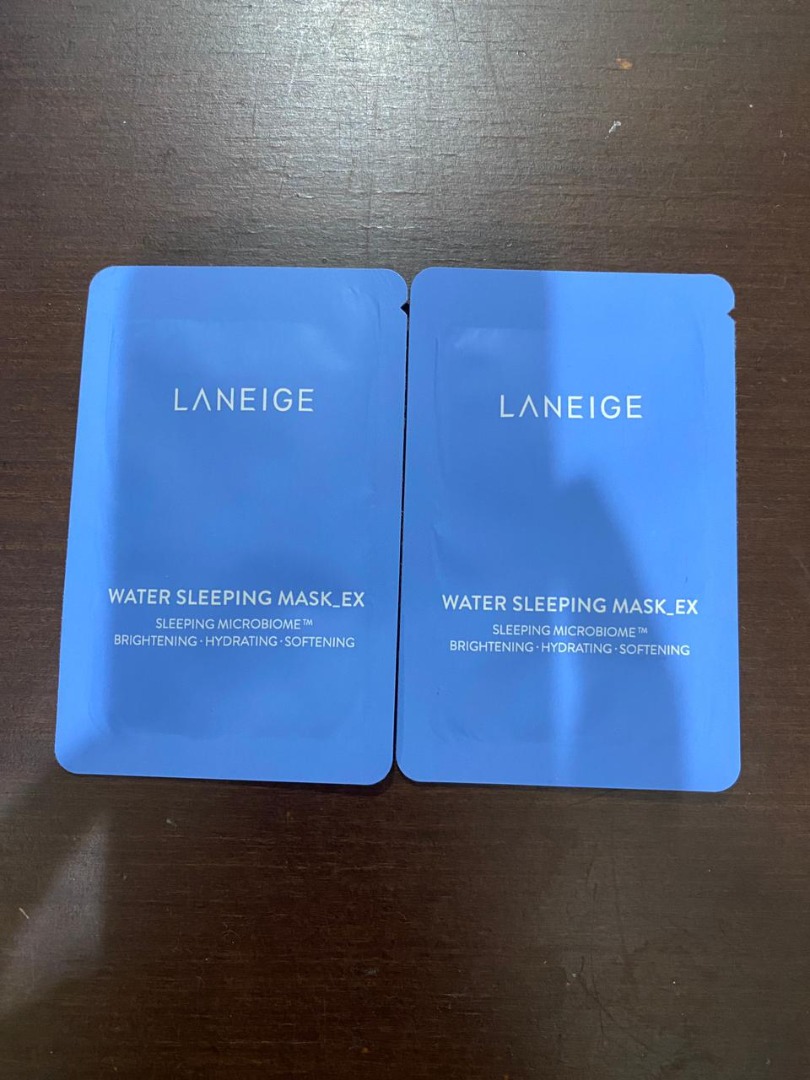 LANEIGE
WATER SLEEPING MASK_EX
SLEEPING MICROBIOME™
BRIGHTENING · HYDRATING · SOFTENING
LANEIGE
WATER SLEEPING MASK_EX
SLEEPING MICROBIOME™
BRIGHTENING · HYDRATING · SOFTENING